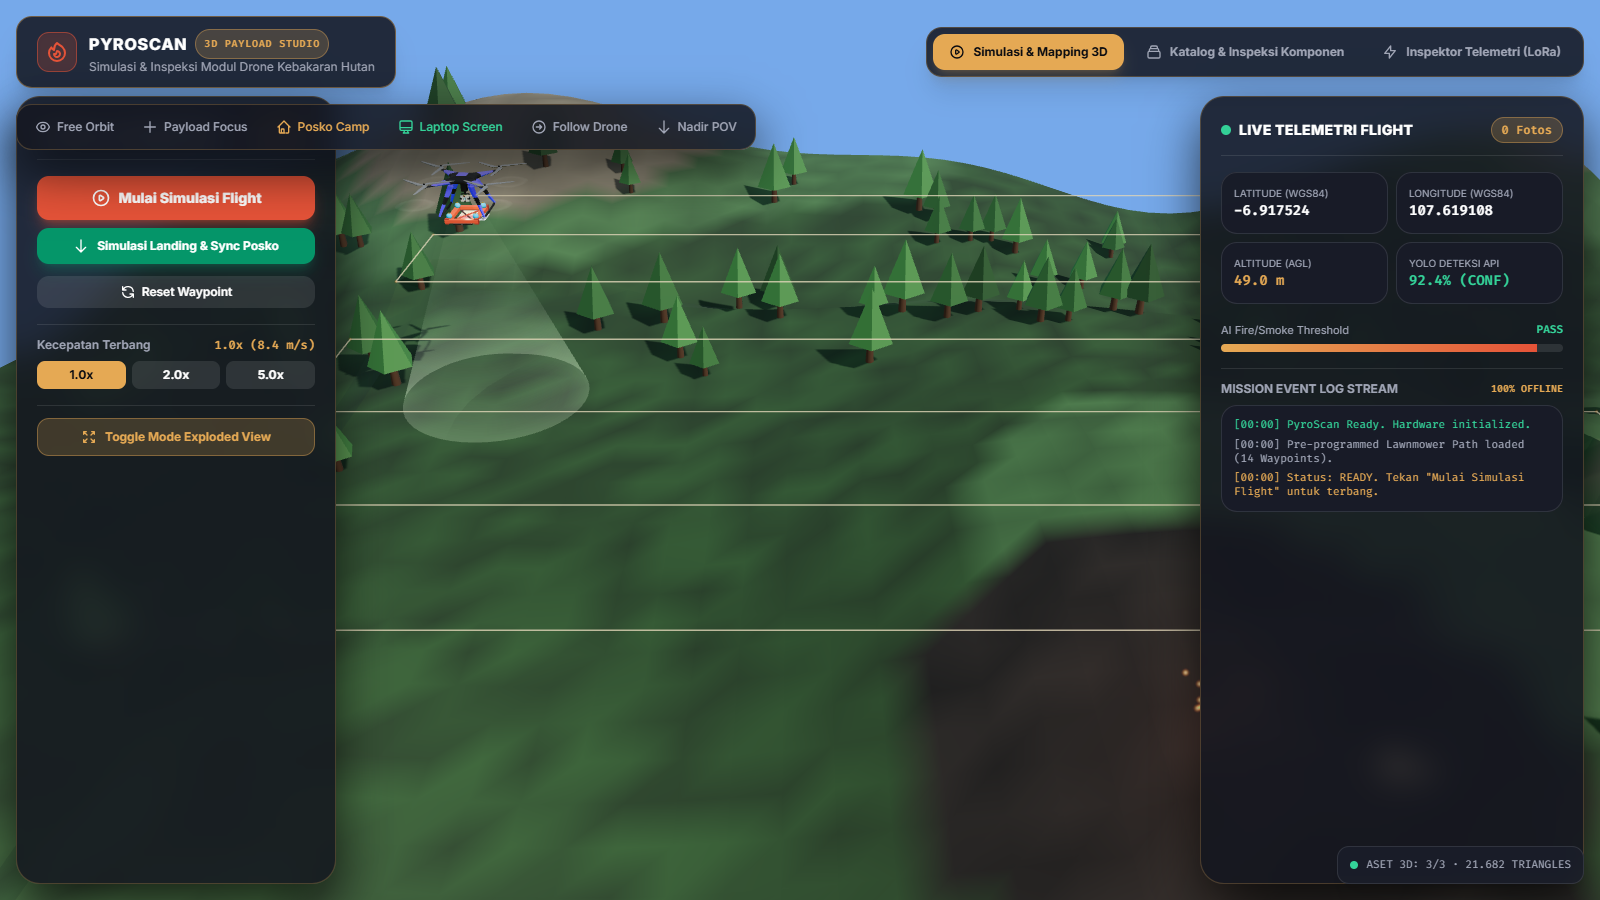 PYROSCAN
3D PAYLOAD STUDIO
Simulasi & Inspeksi Modul Drone Kebakaran Hutan
Simulasi & Mapping 3D
Katalog & Inspeksi Komponen
Inspektor Telemetri (LoRa)
Free Orbit
Payload Focus
Posko Camp
Laptop Screen
Follow Drone
Nadir POV
Mulai Simulasi Flight
Simulasi Landing & Sync Posko
Reset Waypoint
Kecepatan Terbang
1.0x (8.4 m/s)
1.0x
2.0x
5.0x
Toggle Mode Exploded View
LIVE TELEMETRI FLIGHT
0 Fotos
LATITUDE (WGS84)
-6.917524
LONGITUDE (WGS84)
107.619108
ALTITUDE (AGL)
49.0 m
YOLO DETEKSI API
92.4% (CONF)
AI Fire/Smoke Threshold
PASS
MISSION EVENT LOG STREAM
100% OFFLINE
[00:00] PyroScan Ready. Hardware initialized.
[00:00] Pre-programmed Lawnmower Path loaded
(14 Waypoints).
[00:00] Status: READY. Tekan "Mulai Simulasi
Flight" untuk terbang.
ASET 3D: 3/3 · 21.682 TRIANGLES